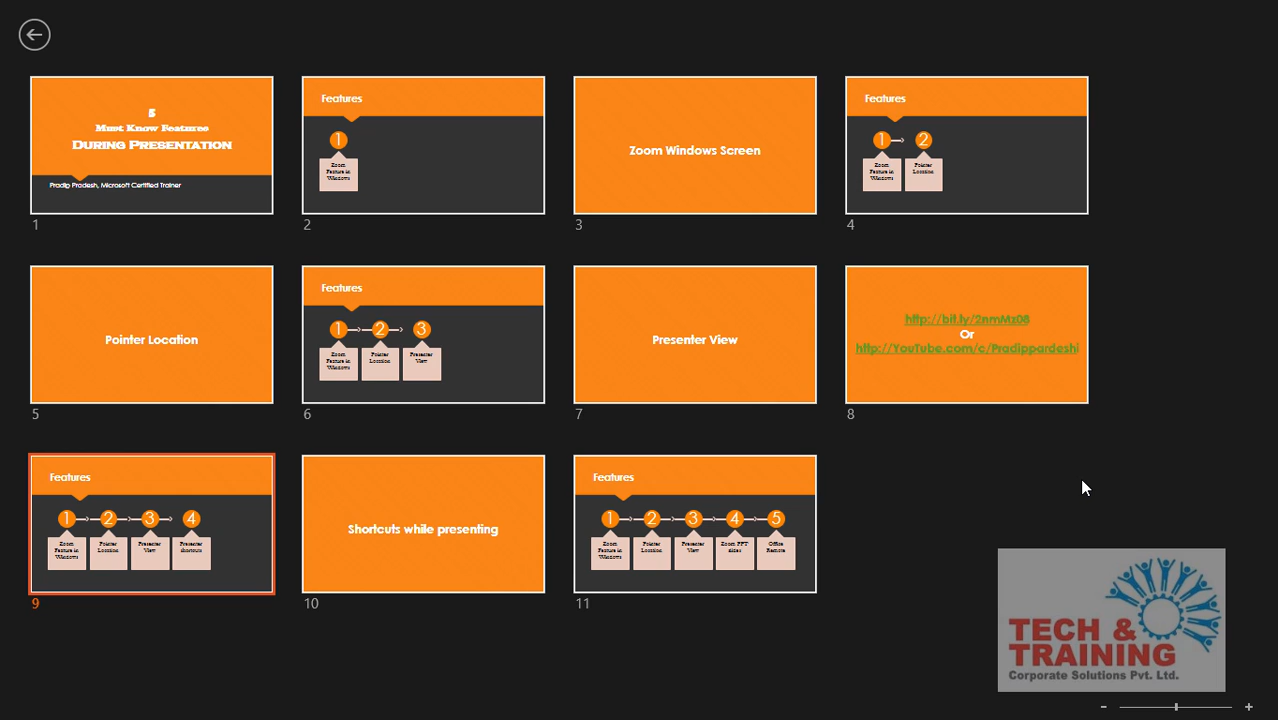 5
Must Know Features
DURING PRESENTATION
Pradip Pradesh, Microsoft Certified Trainer
1
Features
1
Zoom
Feature in
Windows
2
Zoom Windows Screen
3
Features
1 2
Zoom
Feature in
Windows
Pointer
Location
4
Pointer Location
5
Features
1 2 3
Zoom
Feature in
Windows
Pointer
Location
Presenter
View
6
Presenter View
7
http://bit.ly/2nmMz08
Or
http://YouTube.com/c/Pradippardeshi
8
Features
1 2 3 4
Zoom
Feature in
Windows
Pointer
Location
Presenter
View
Presenter
shortcuts
9
Shortcuts while presenting
10
Features
1 2 3 4 5
Zoom
Feature in
Windows
Pointer
Location
Presenter
View
Zoom PPT
slides
Office
Remote
11
TECH &
TRAINING
Corporate Solutions Pvt. Ltd.